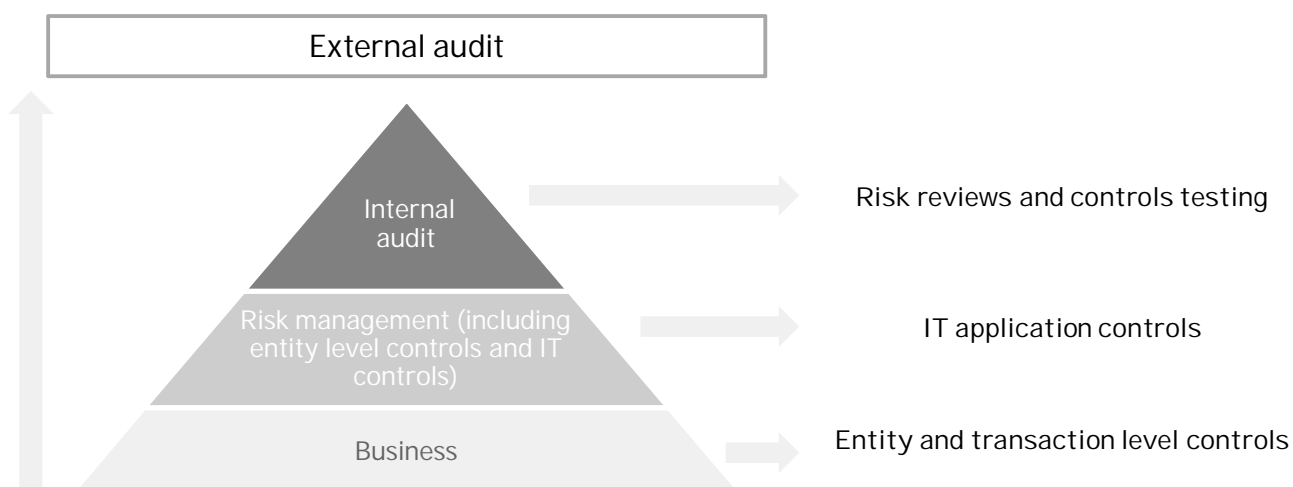 External audit
Internal
audit
Risk reviews and controls testing
Risk management (including
entity level controls and IT
controls)
IT application controls
Business
Entity and transaction level controls